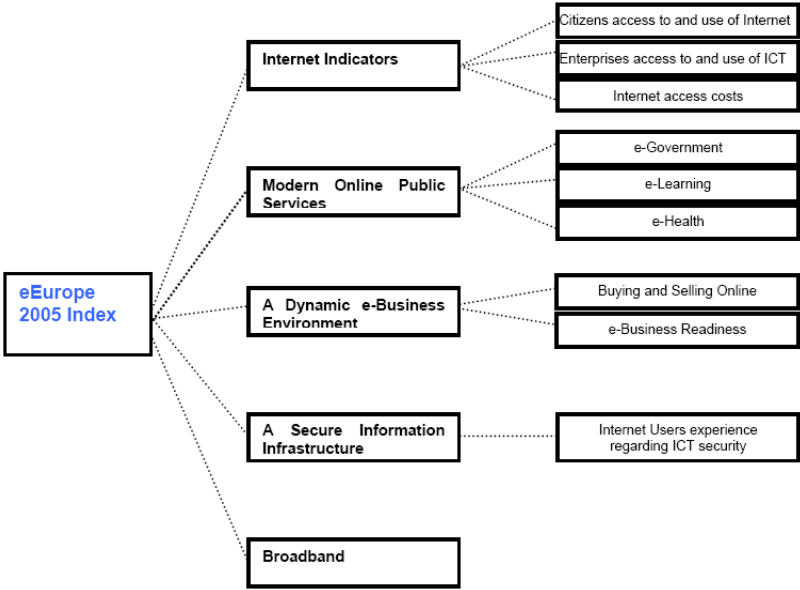 eEurope
2005 Index
Internet Indicators
Citizens access to and use of Internet
Enterprises access to and use of ICT
Internet access costs
Modern Online Public
Services
e-Government
e-Learning
e-Health
A Dynamic e-Business
Environment
Buying and Selling Online
e-Business Readiness
A Secure Information
Infrastructure
Internet Users experience
regarding ICT security
Broadband